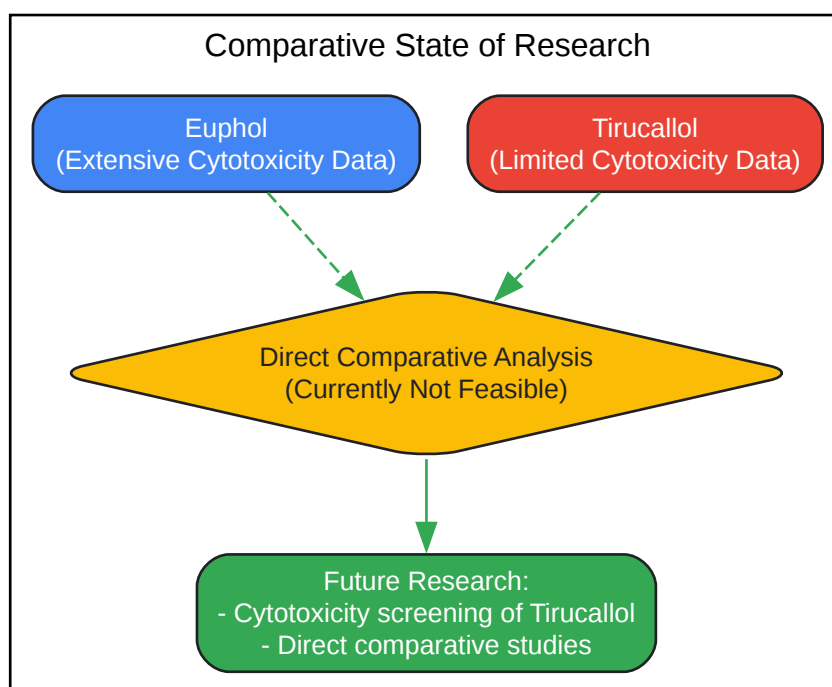 Comparative State of Research
Euphol
(Extensive Cytotoxicity Data)
Tirucallol
(Limited Cytotoxicity Data)
Direct Comparative Analysis
(Currently Not Feasible)
Future Research:
- Cytotoxicity screening of Tirucallol
- Direct comparative studies